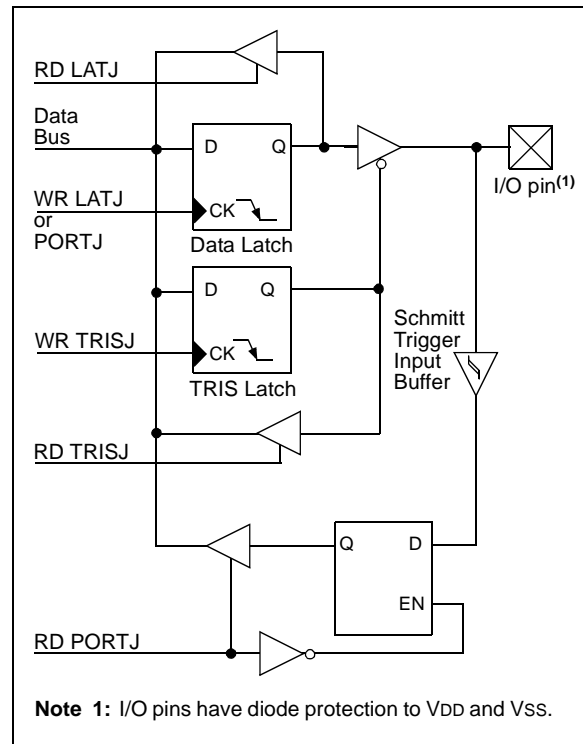 RD LATJ
Data
Bus
D Q
WR LATJ
or
PORTJ
CK
Data Latch
I/O pin(1)
D Q
WR TRISJ
CK
TRIS Latch
Schmitt
Trigger
Input
Buffer
RD TRISJ
Q D
EN
RD PORTJ
Note 1: I/O pins have diode protection to VDD and VSS.